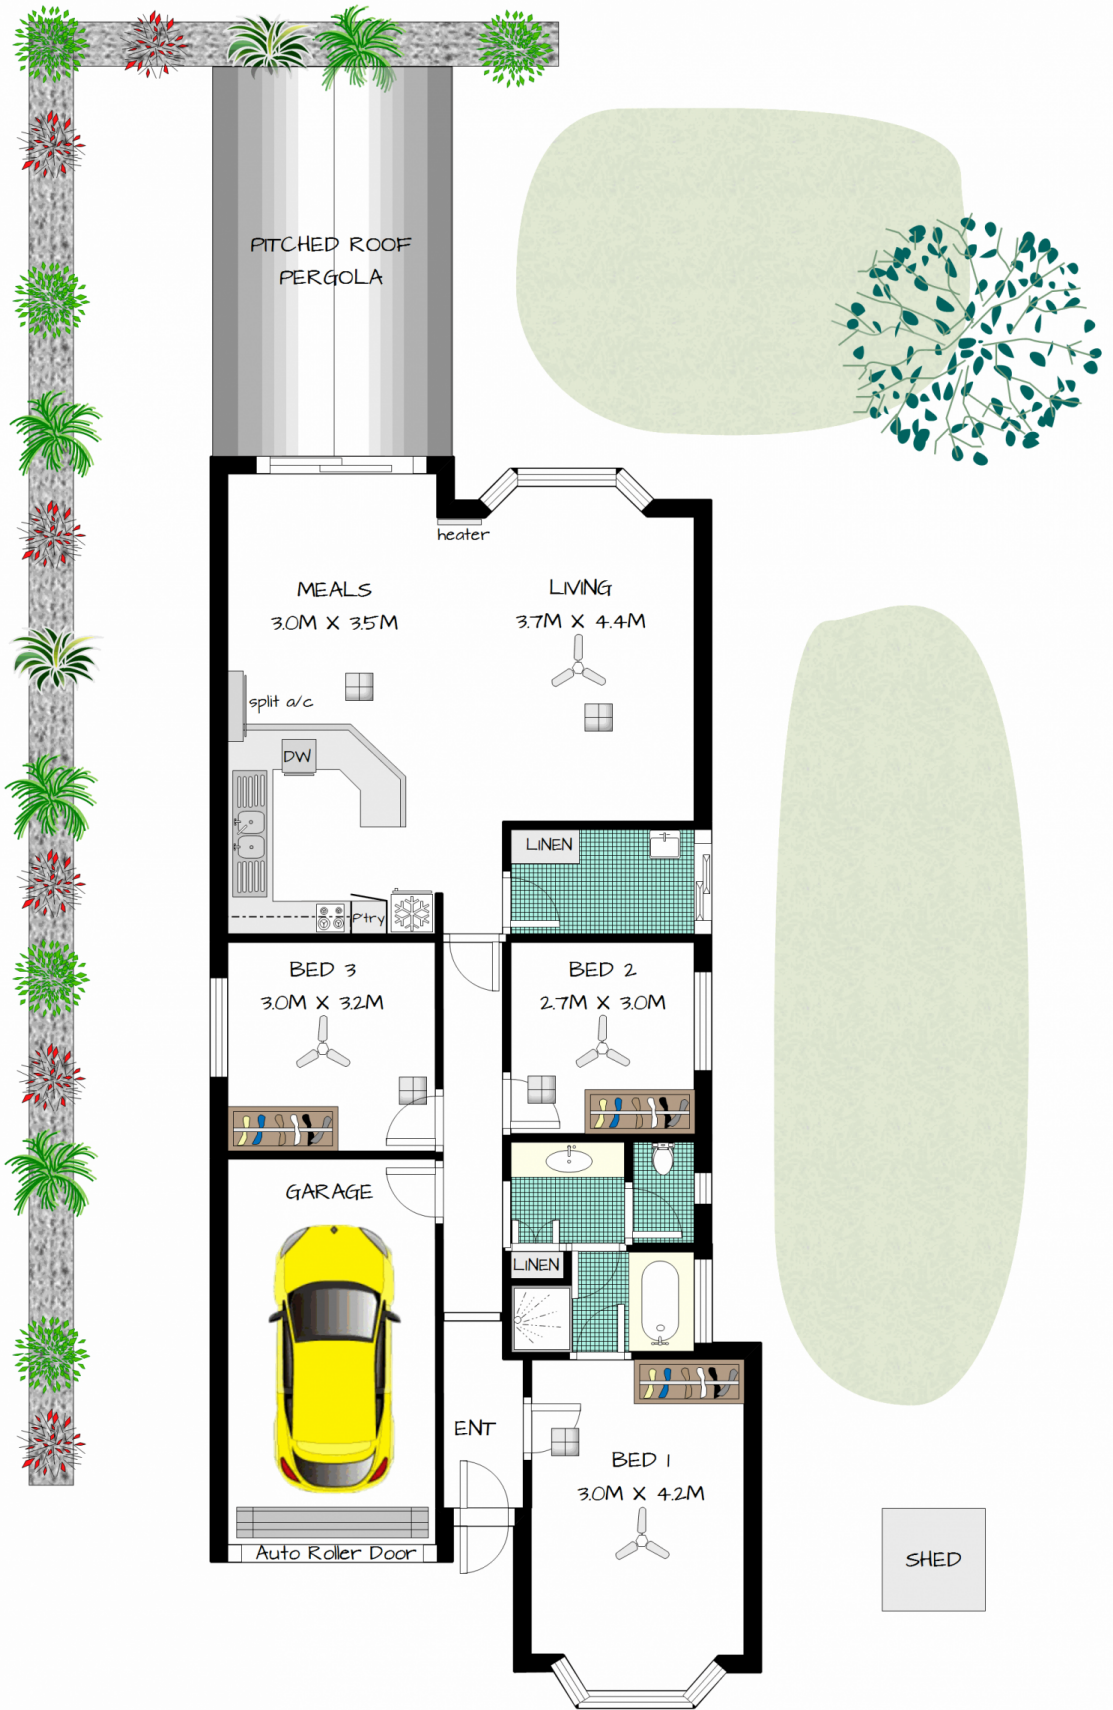 PITCHED ROOF
PERGOLA
heater
MEALS
3.0M X 3.5M
LIVING
3.7M X 4.4M
split a/c
DW
LINEN
P'try
BED 3
3.0M X 3.2M
BED 2
2.7M X 3.0M
GARAGE
LINEN
ENT
BED 1
3.0M X 4.2M
Auto Roller Door
SHED